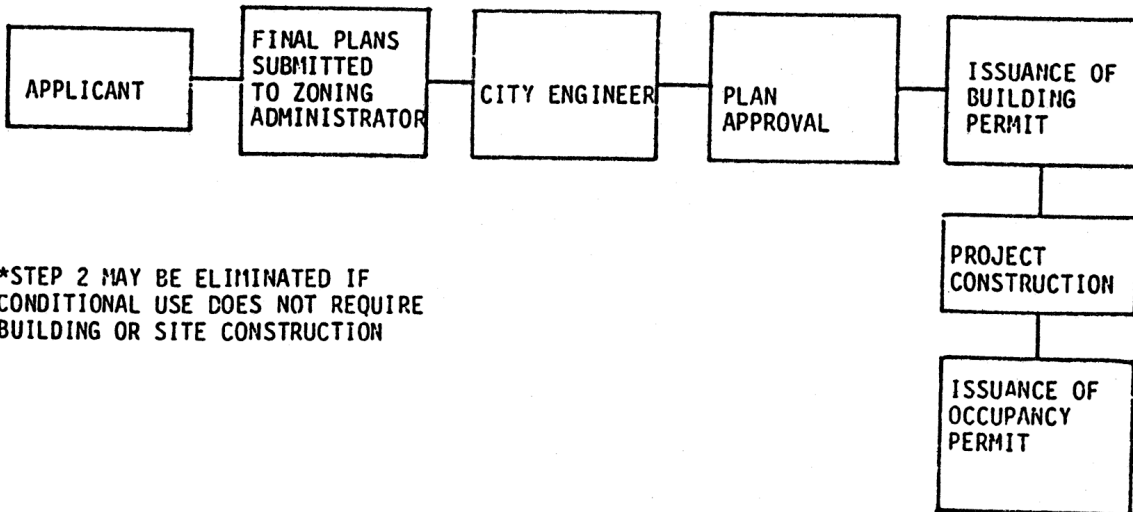 APPLICANT
FINAL PLANS
SUBMITTED
TO ZONING
ADMINISTRATOR
CITY ENGINEER
PLAN
APPROVAL
ISSUANCE OF
BUILDING
PERMIT
PROJECT
CONSTRUCTION
ISSUANCE OF
OCCUPANCY
PERMIT
*STEP 2 MAY BE ELIMINATED IF
CONDITIONAL USE DOES NOT REQUIRE
BUILDING OR SITE CONSTRUCTION